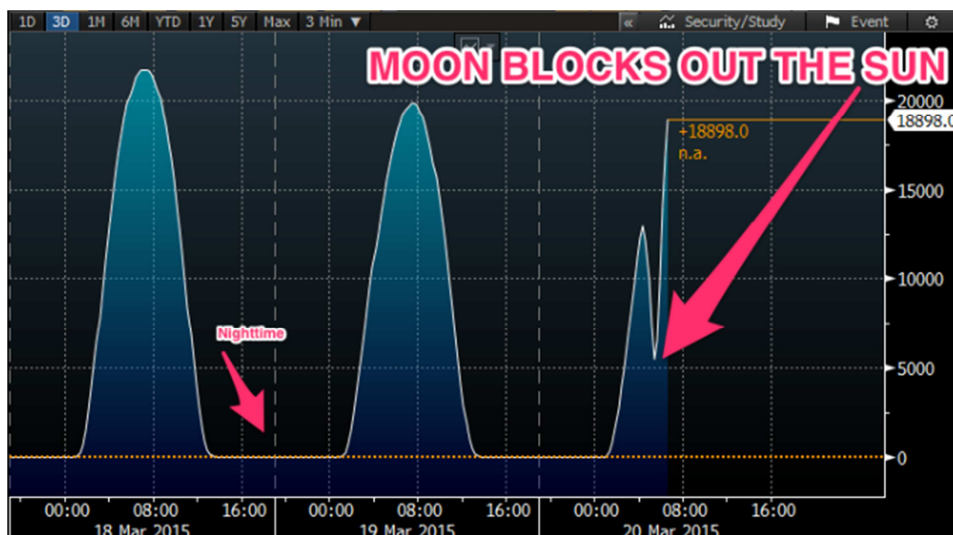 1D 3D 1M 6M YTD 1Y 5Y Max 3 Min ▼ « Security/Study Event
MOON BLOCKS OUT THE SUN
20000
18898.0
+18898.0
n.a.
15000
10000
Nighttime
5000
0
00:00 08:00 16:00 00:00 08:00 16:00 00:00 08:00 16:00
18 Mar 2015 19 Mar 2015 20 Mar 2015